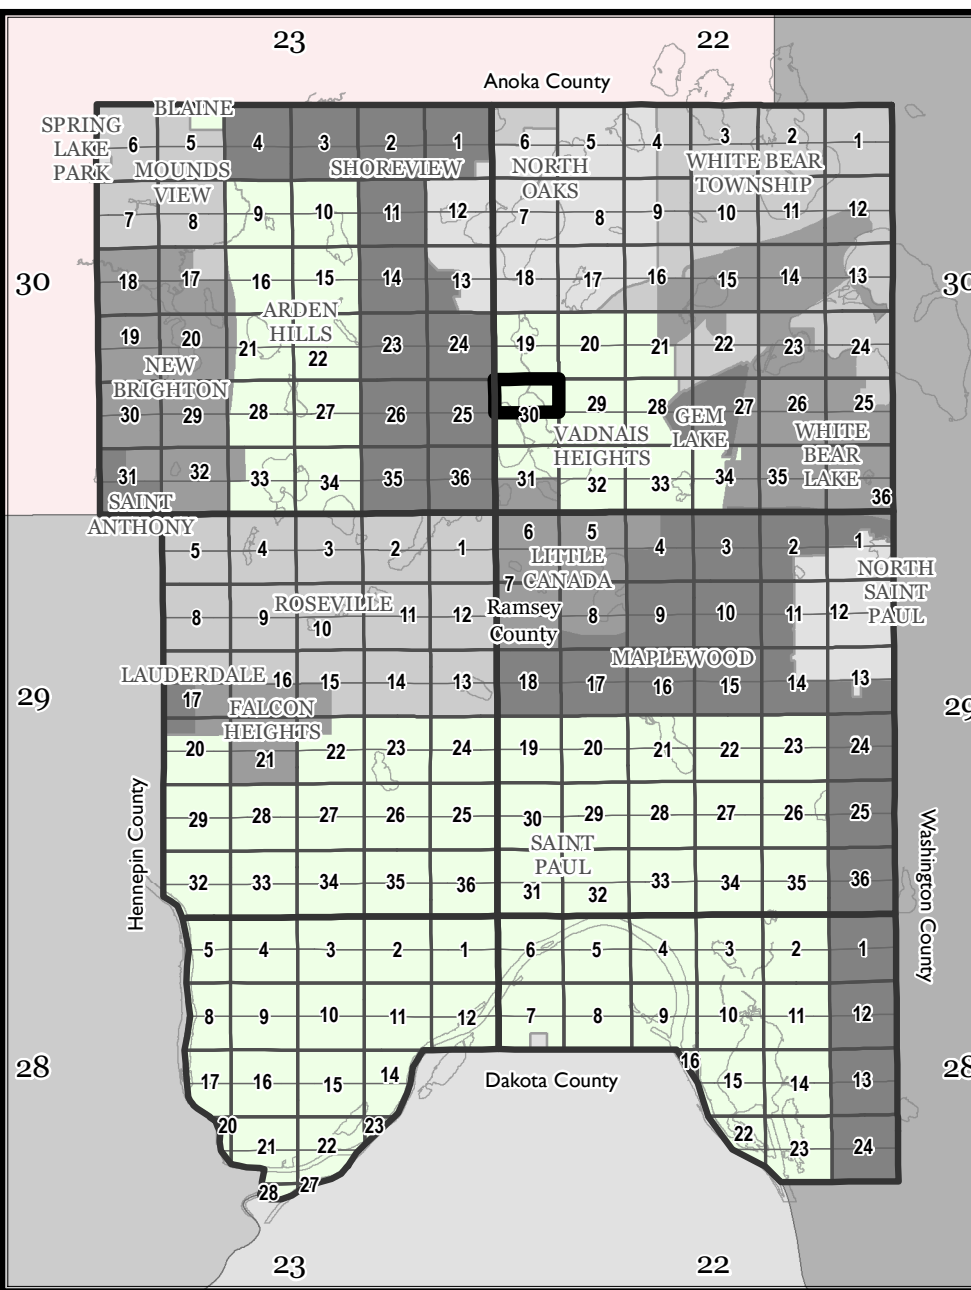 23 22
Anoka County
BLAINE
SPRING
LAKE
PARK
6 5 4 3 2 1 6 5 4 3 2 1
MOUNDS
VIEW
SHOREVIEW
NORTH
OAKS
WHITE BEAR
TOWNSHIP
7 8 9 10 11 12 7 8 9 10 11 12
30 18 17 16 15 14 13 18 17 16 15 14 13 30
ARDEN
HILLS
19 20 21 22 23 24 19 20 21 22 23 24
NEW
BRIGHTON
30 29 28 27 26 25 30 29 28 27 26 25
GEM
LAKE
VADNAIS
HEIGHTS
WHITE
BEAR
LAKE
31 32 33 34 35 36 31 32 33 34 35 36
SAINT
ANTHONY
5 4 3 2 1 6 5 4 3 2 1
LITTLE
CANADA
NORTH
SAINT
PAUL
8 9 10 11 12 7 8 9 10 11 12
ROSEVILLE
Ramsey
County
MAPLEWOOD
LAUDERDALE
29 17 16 15 14 13 18 17 16 15 14 13 29
FALCON
HEIGHTS
20 21 22 23 24 19 20 21 22 23 24
29 28 27 26 25 30 29 28 27 26 25
Hennepin County
Washington County
SAINT
PAUL
32 33 34 35 36 31 32 33 34 35 36
5 4 3 2 1 6 5 4 3 2 1
8 9 10 11 12 7 8 9 10 11 12
28 17 16 15 14 16 15 14 13 28
Dakota County
20 21 22 23 22 23 24
28 27
23 22